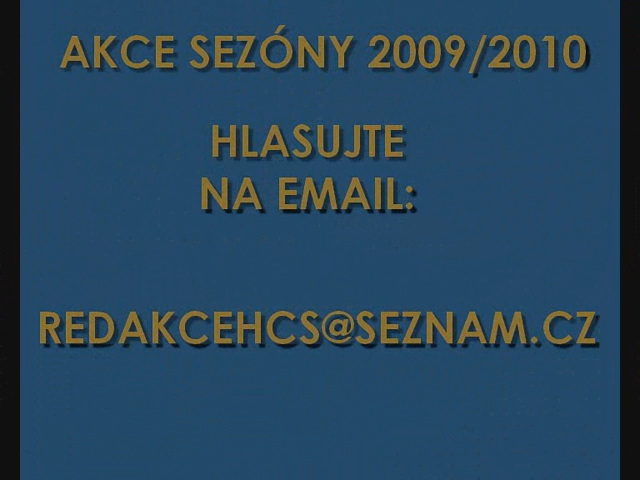 AKCE SEZÓNY 2009/2010
HLASUJTE
NA EMAIL:
REDAKCEHCS@SEZNAM.CZ